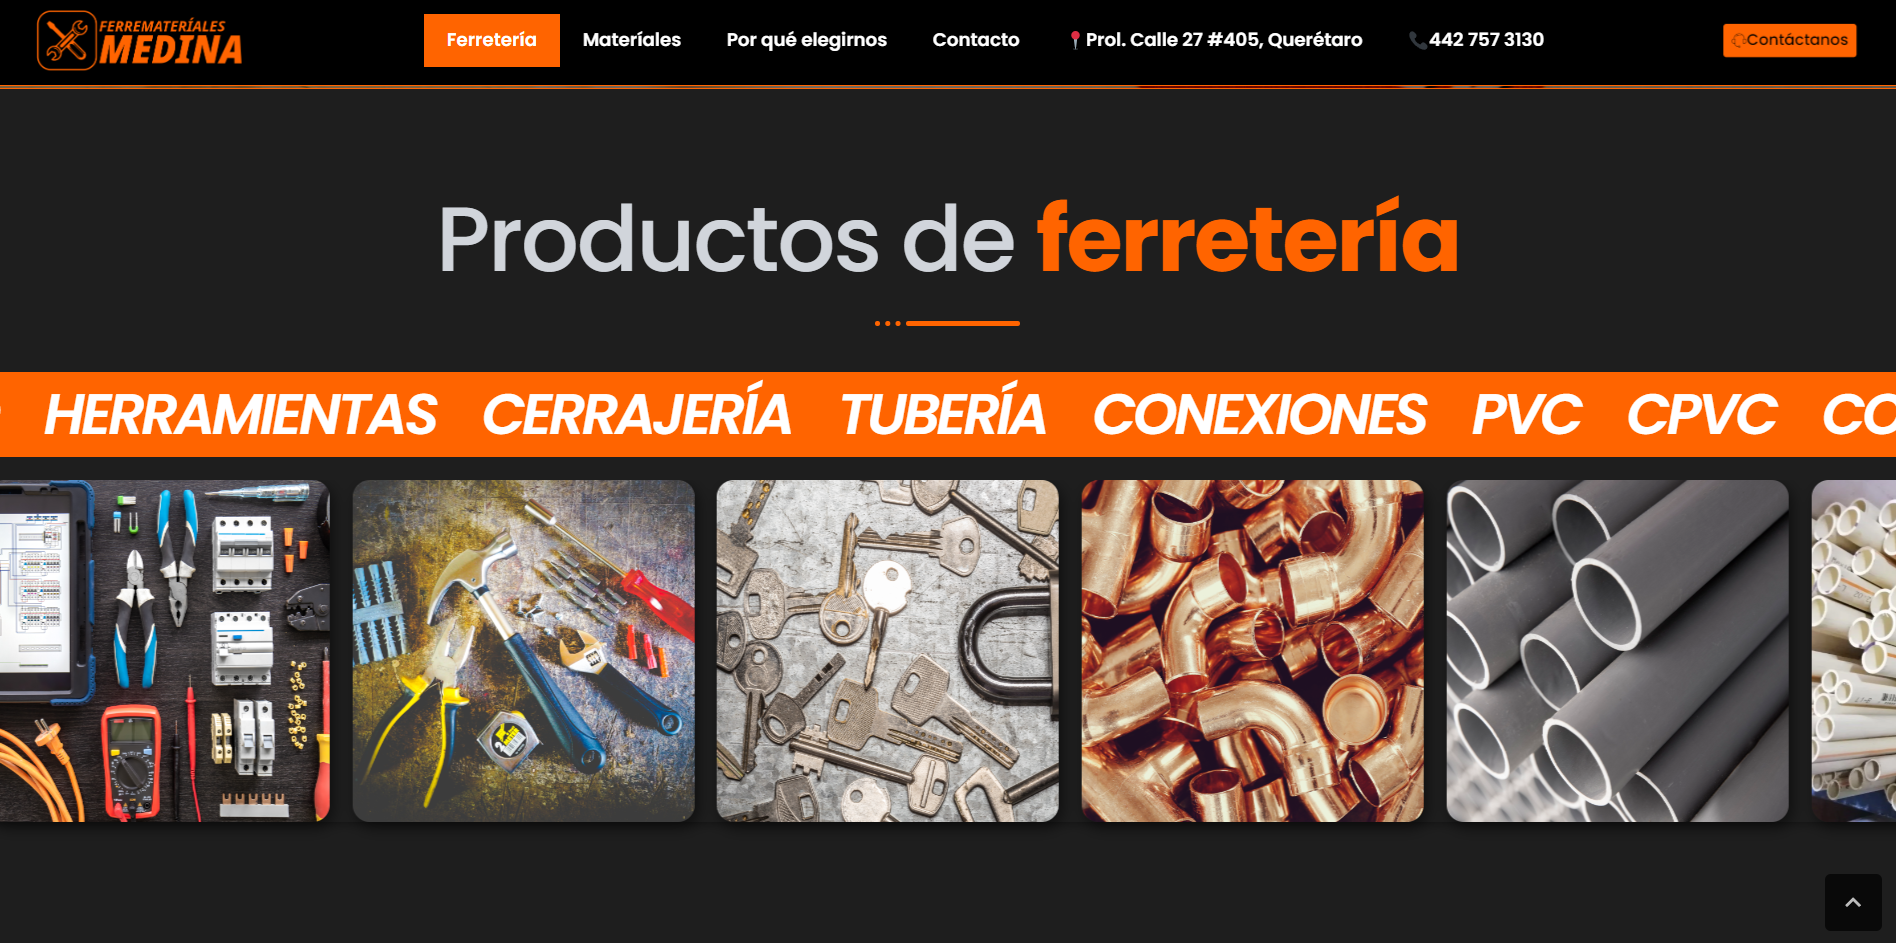 FERREMATERÍALES
MEDINA
Ferretería Materíales Por qué elegirnos Contacto 📍Prol. Calle 27 #405, Querétaro 📞442 757 3130 Contáctanos
Productos de ferretería
HERRAMIENTAS CERRAJERÍA TUBERÍA CONEXIONES PVC CPVC CO